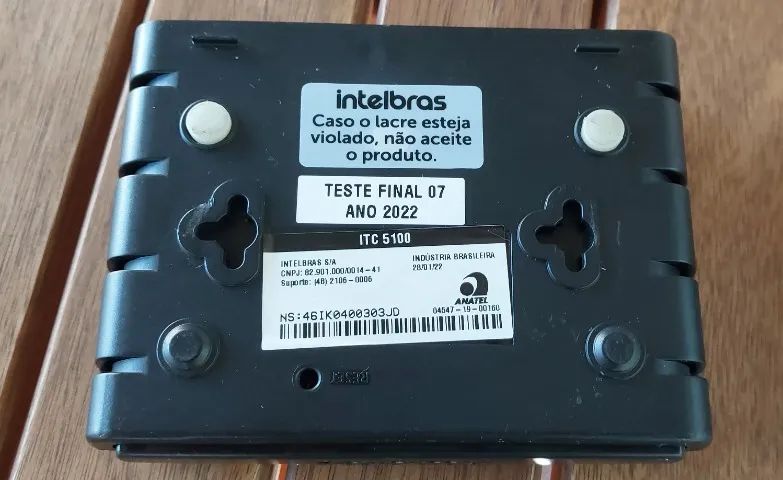 intelbras
Caso o lacre esteja
violado, não aceite
o produto.
TESTE FINAL 07
ANO 2022
ITC 5100
INTELBRAS S/A
CNPJ: 82.901.000/0014-41
Suporte: (48) 2106-0006
INDÚSTRIA BRASILEIRA
28/01/22
ANATEL
NS:46IK0400303JD
04547-19-00160
RESET